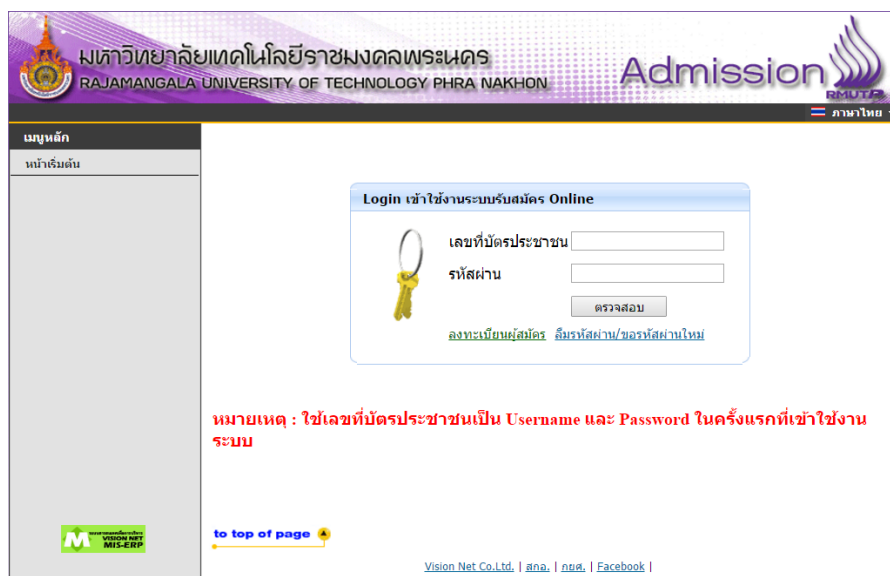 มหาวิทยาลัยเทคโนโลยีราชมงคลพระนคร
RAJAMANGALA UNIVERSITY OF TECHNOLOGY PHRA NAKHON
Admission
RMUTP
ภาษาไทย
เมนูหลัก
หน้าเริ่มต้น
Login เข้าใช้งานระบบรับสมัคร Online
เลขที่บัตรประชาชน
รหัสผ่าน
ตรวจสอบ
ลงทะเบียนผู้สมัคร ลืมรหัสผ่าน/ขอรหัสผ่านใหม่
หมายเหตุ : ใช้เลขที่บัตรประชาชนเป็น Username และ Password ในครั้งแรกที่เข้าใช้งาน
ระบบ
VISION NET
MIS-ERP
to top of page
Vision Net Co.Ltd. | สกอ. | กยศ. | Facebook |